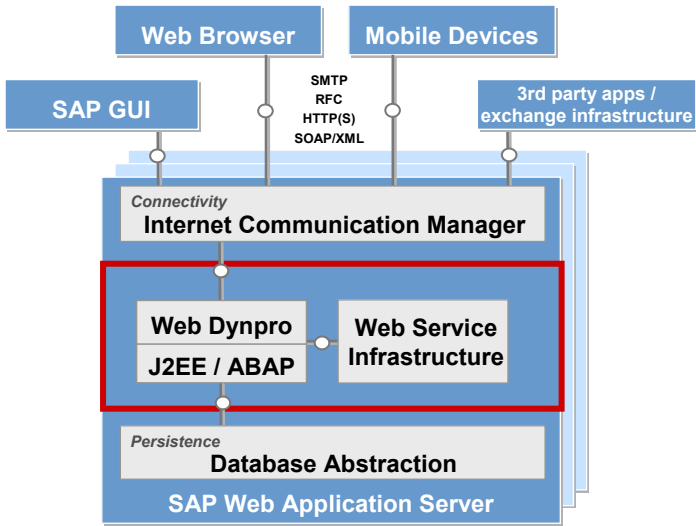 Web Browser
Mobile Devices
SMTP
RFC
HTTP(S)
SOAP/XML
SAP GUI
3rd party apps /
exchange infrastructure
Connectivity
Internet Communication Manager
Web Dynpro
J2EE / ABAP
Web Service
Infrastructure
Persistence
Database Abstraction
SAP Web Application Server